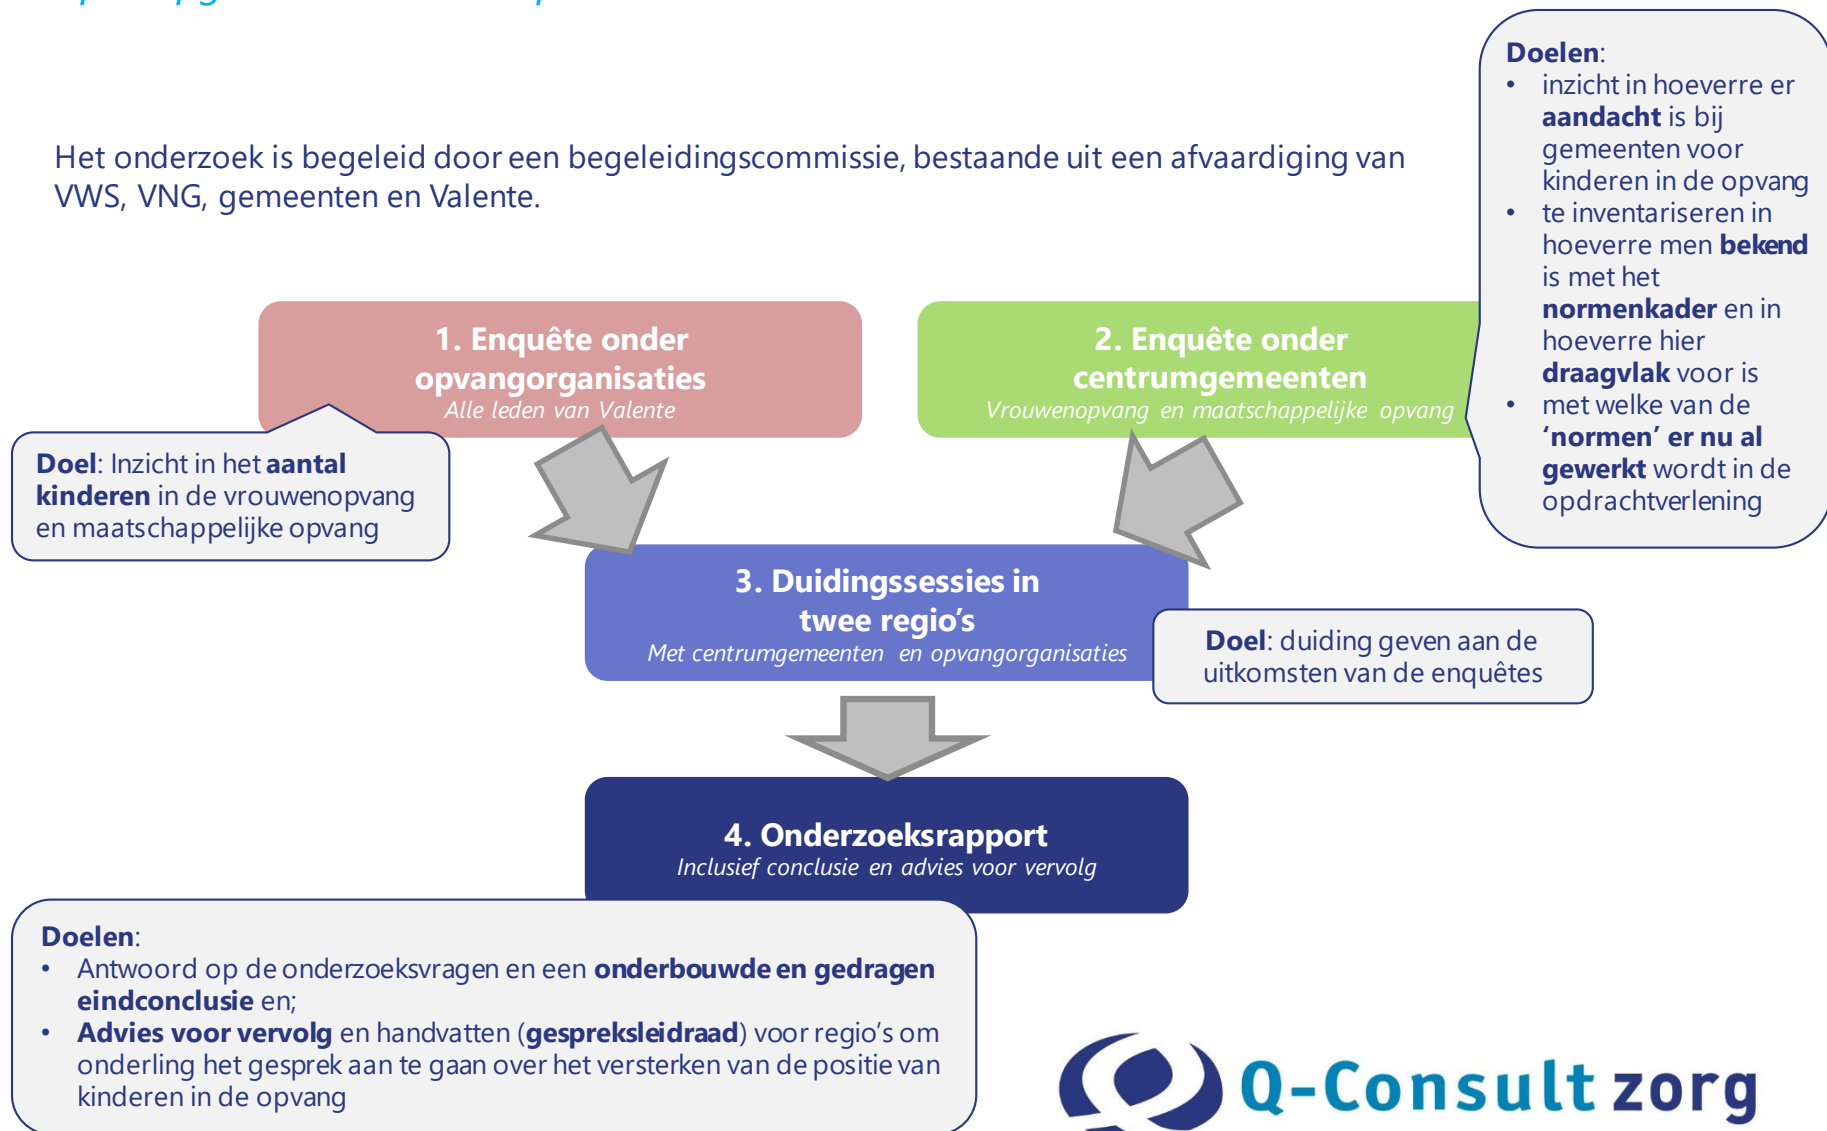 Het onderzoek is begeleid door een begeleidingscommissie, bestaande uit een afvaardiging van
VWS, VNG, gemeenten en Valente.
1. Enquête onder
opvangorganisaties
Alle leden van Valente
Doel: Inzicht in het aantal
kinderen in de vrouwenopvang
en maatschappelijke opvang
2. Enquête onder
centrumgemeenten
Vrouwenopvang en maatschappelijke opvang
Doelen:
• inzicht in hoeverre er
aandacht is bij
gemeenten voor
kinderen in de opvang
• te inventariseren in
hoeverre men bekend
is met het
normenkader en in
hoeverre hier
draagvlak voor is
• met welke van de
‘normen’ er nu al
gewerkt wordt in de
opdrachtverlening
3. Duidingssessies in
twee regio’s
Met centrumgemeenten en opvangorganisaties
Doel: duiding geven aan de
uitkomsten van de enquêtes
4. Onderzoeksrapport
Inclusief conclusie en advies voor vervolg
Doelen:
• Antwoord op de onderzoeksvragen en een onderbouwde en gedragen
eindconclusie en;
• Advies voor vervolg en handvatten (gespreksleidraad) voor regio’s om
onderling het gesprek aan te gaan over het versterken van de positie van
kinderen in de opvang
Q-Consult zorg